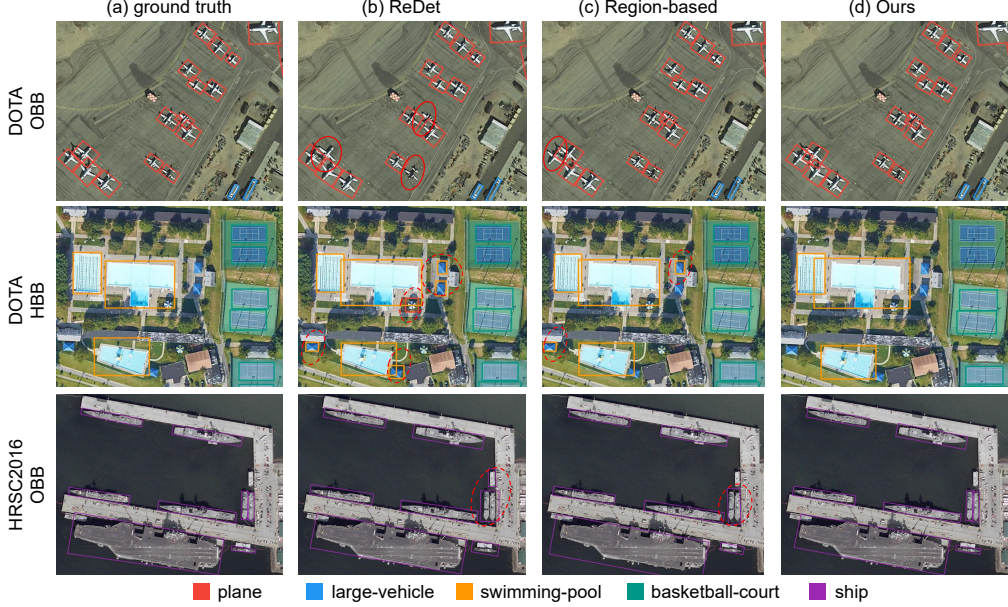 (a) ground truth (b) ReDet (c) Region-based (d) Ours
DOTA
OBB
DOTA
HBB
HRSC2016
OBB
plane large-vehicle swimming-pool basketball-court ship